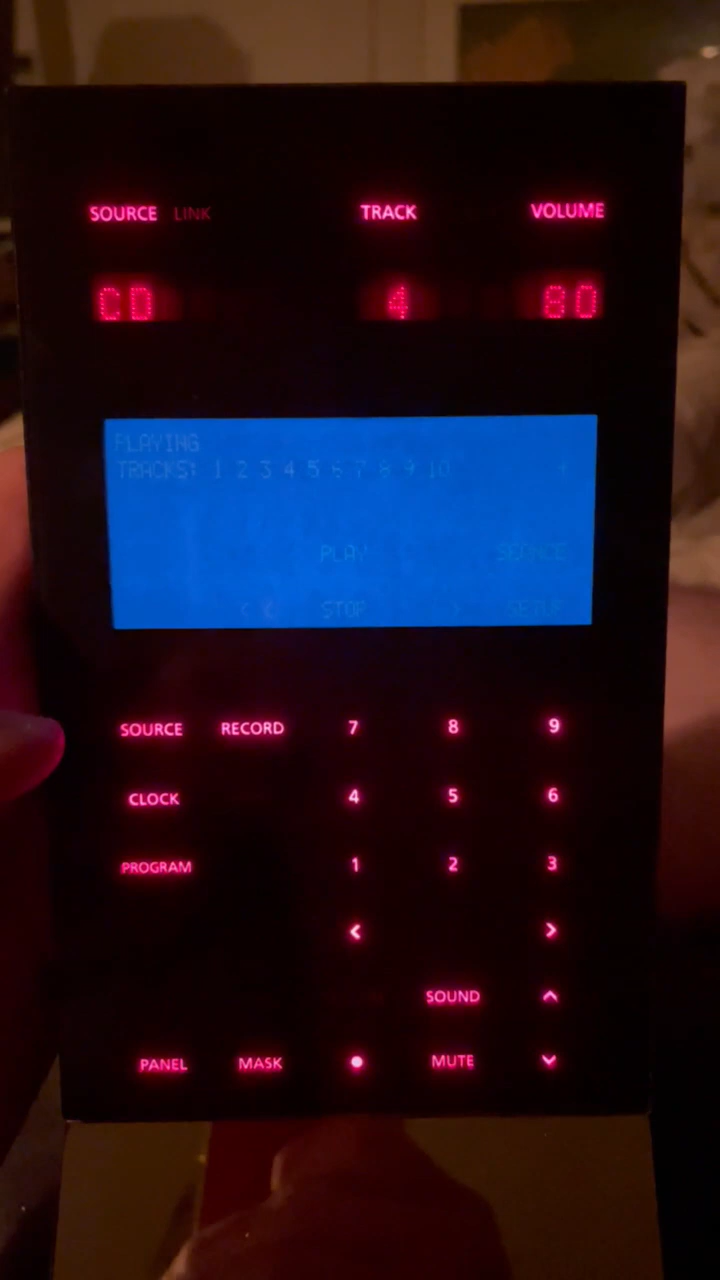 SOURCE LINK TRACK VOLUME
CD 4 80
PLAYING
TRACKS: 1 2 3 4 5 6 7 8 9 10 +
PLAY
< < STOP > SETUP
SOURCE RECORD 7 8 9
CLOCK 4 5 6
PROGRAM 1 2 3
< >
SOUND ^
PANEL MASK ● MUTE v